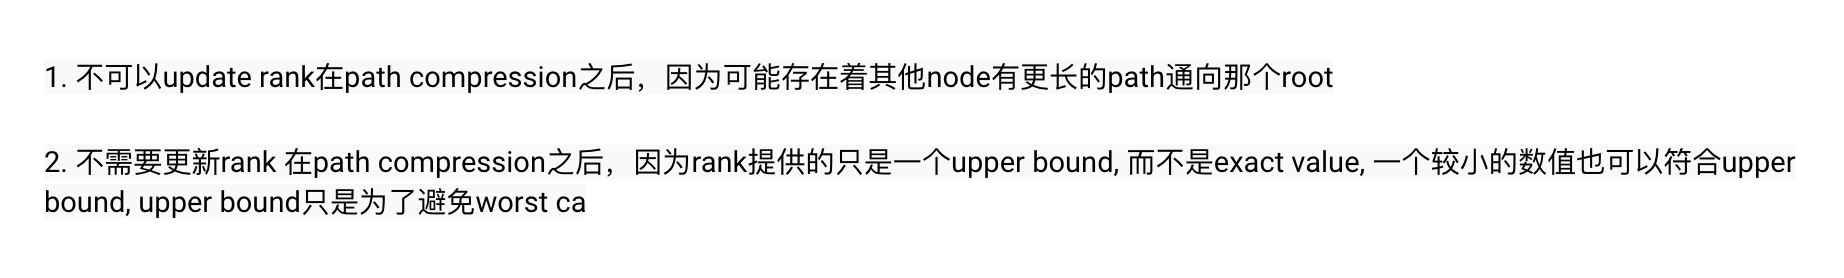 1. 不可以update rank在path compression之后，因为可能存在着其他node有更长的path通向那个root
2. 不需要更新rank 在path compression之后，因为rank提供的只是一个upper bound, 而不是exact value, 一个较小的数值也可以符合upper
bound, upper bound只是为了避免worst ca